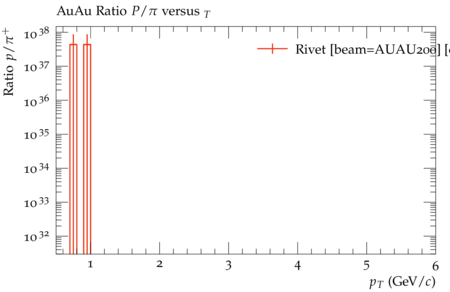 AuAu Ratio P/π versus T
Rivet [beam=AUAU200]
Ratio p/π+
10^38
10^37
10^36
10^35
10^34
10^33
10^32
1 2 3 4 5 6
pT (GeV/c)